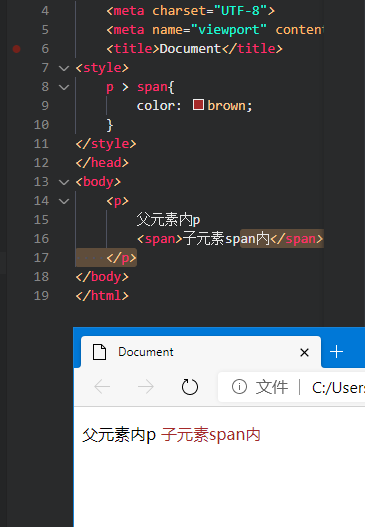 4 <meta charset="UTF-8">
5 <meta name="viewport" content
6 <title>Document</title>
7 <style>
8 p > span{
9 color: brown;
10 }
11 </style>
12 </head>
13 <body>
14 <p>
15 父元素内p
16 <span>子元素span内</span>
17 </p>
18 </body>
19 </html>
Document
文件 | C:/Users
父元素内p 子元素span内